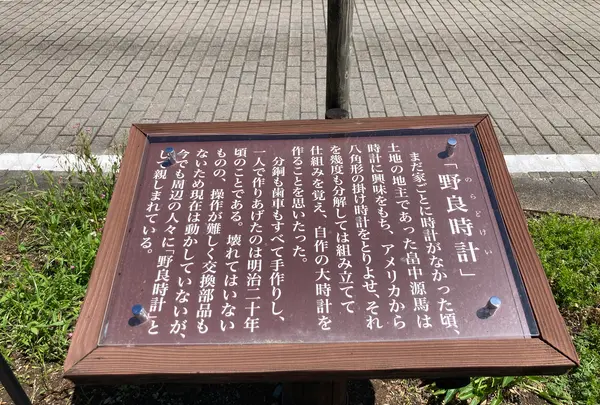 「野良時計」
のらどけい
まだ家ごとに時計がなかった頃、
土地の地主であった畠中源馬は
時計に興味をもち、アメリカから
八角形の掛け時計をとりよせ、それ
を幾度も分解しては組み立てて
仕組みを覚え、自作の大時計を
作ることを思いたった。
分銅も歯車もすべて手作りし、
一人で作りあげたのは明治二十年
頃のことである。壊れてはいない
ものの、操作が難しく交換部品も
ないため現在は動かしていないが、
今でも周辺の人々に「野良時計」と
して親しまれている。